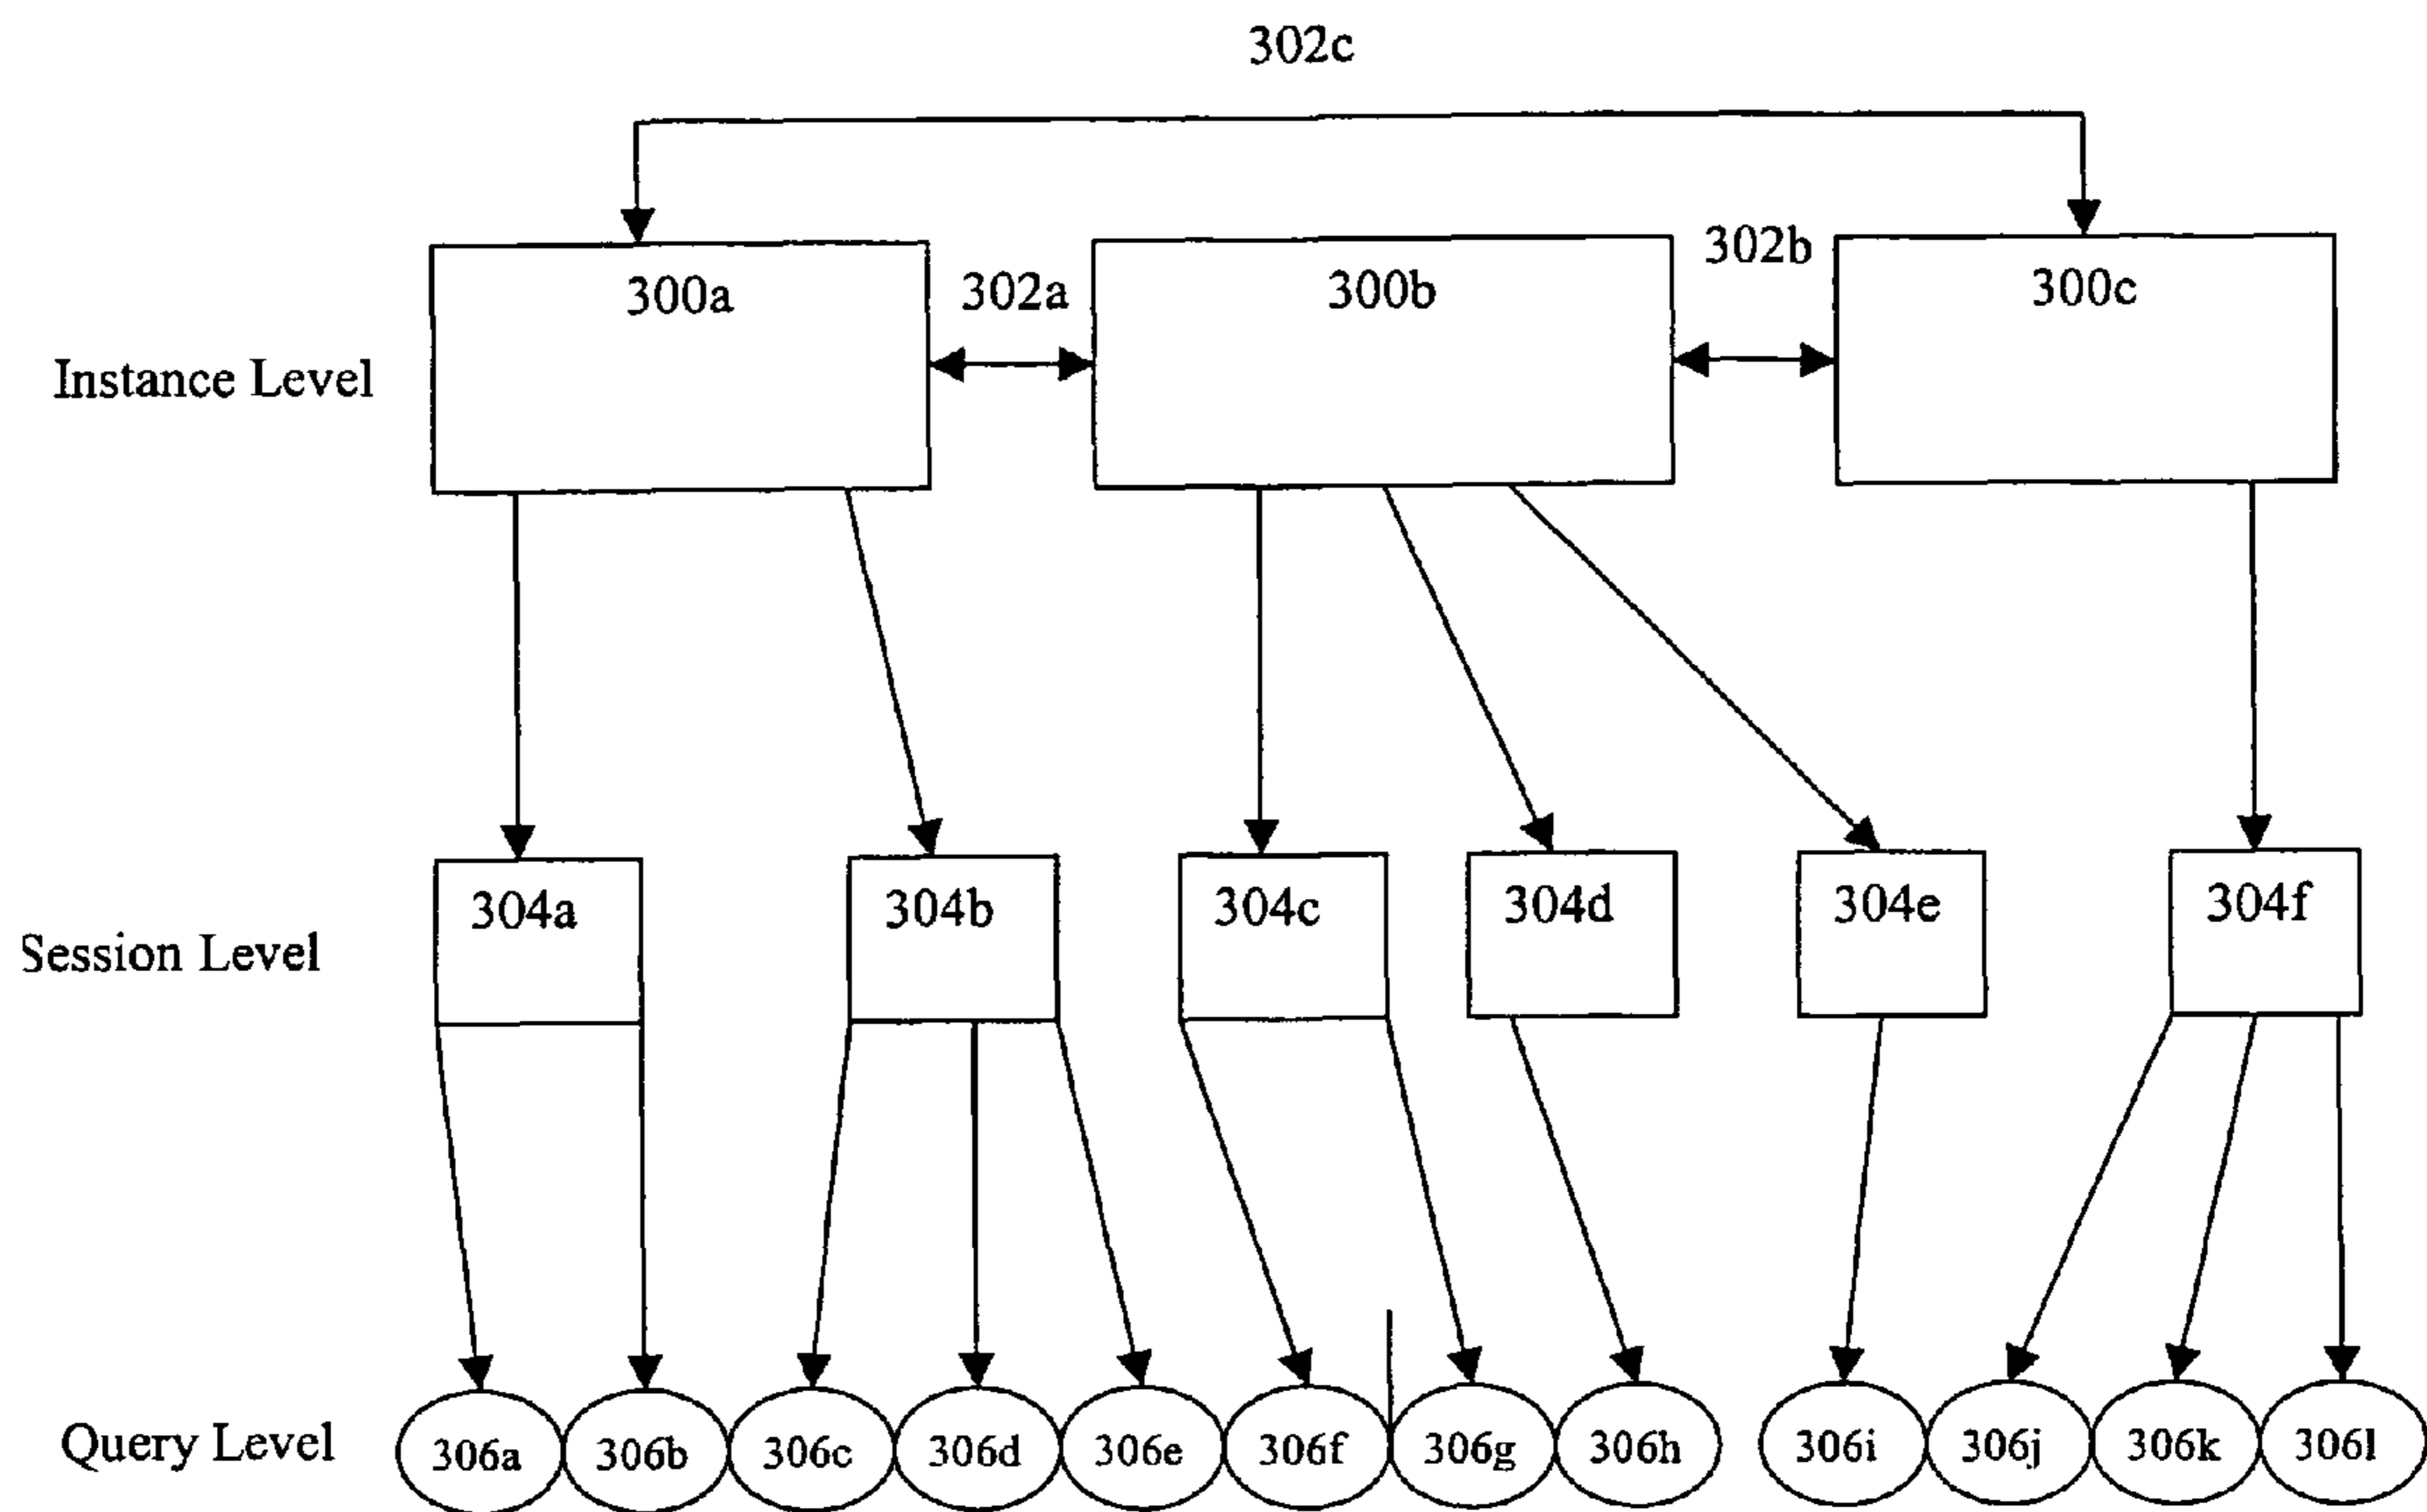 302c
302b
300a
302a
300b
300c
Instance Level
304a
304b
304c
304d
304e
304f
Session Level
Query Level
306a
306b
306c
306d
306e
306f
306g
306h
306i
306j
306k
306l